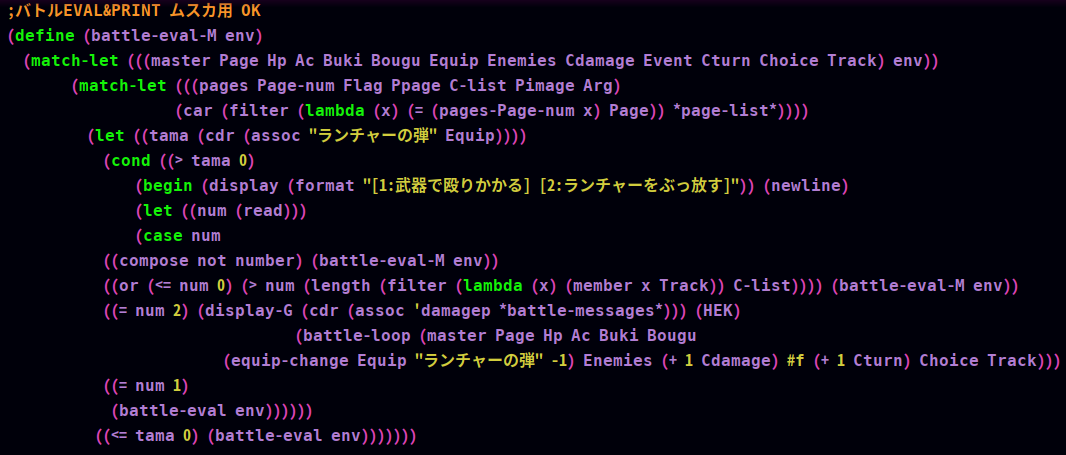 ;バトルEVAL&PRINT ムスカ用 OK
(define (battle-eval-M env)
(match-let (((master Page Hp Ac Buki Bougu Equip Enemies Cdamage Event Cturn Choice Track) env))
(match-let (((pages Page-num Flag Ppage C-list Pimage Arg)
(car (filter (lambda (x) (= (pages-Page-num x) Page)) *page-list*))))
(let ((tama (cdr (assoc "ランチャーの弾" Equip))))
(cond ((> tama 0)
(begin (display (format "[1:武器で殴りかかる] [2:ランチャーをぶっ放す]")) (newline)
(let ((num (read)))
(case num
((compose not number) (battle-eval-M env))
((or (<= num 0) (> num (length (filter (lambda (x) (member x Track)) C-list)))) (battle-eval-M env))
((= num 2) (display-G (cdr (assoc 'damagep *battle-messages*))) (HEK)
(battle-loop (master Page Hp Ac Buki Bougu
(equip-change Equip "ランチャーの弾" -1) Enemies (+ 1 Cdamage) #f (+ 1 Cturn) Choice Track)))
((= num 1)
(battle-eval env))))))
((<= tama 0) (battle-eval env)))))))